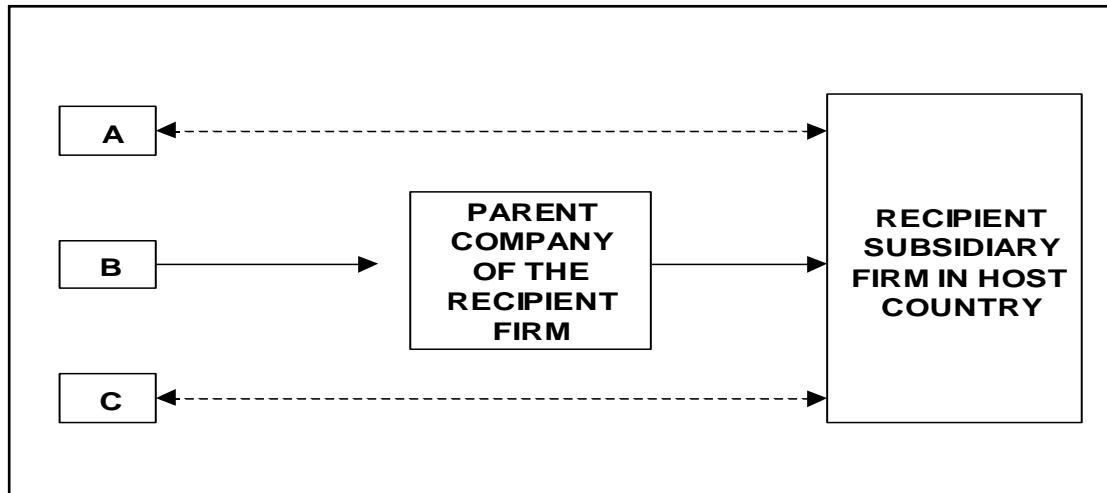 A
B
C
PARENT
COMPANY
OF THE
RECIPIENT
FIRM
RECIPIENT
SUBSIDIARY
FIRM IN HOST
COUNTRY